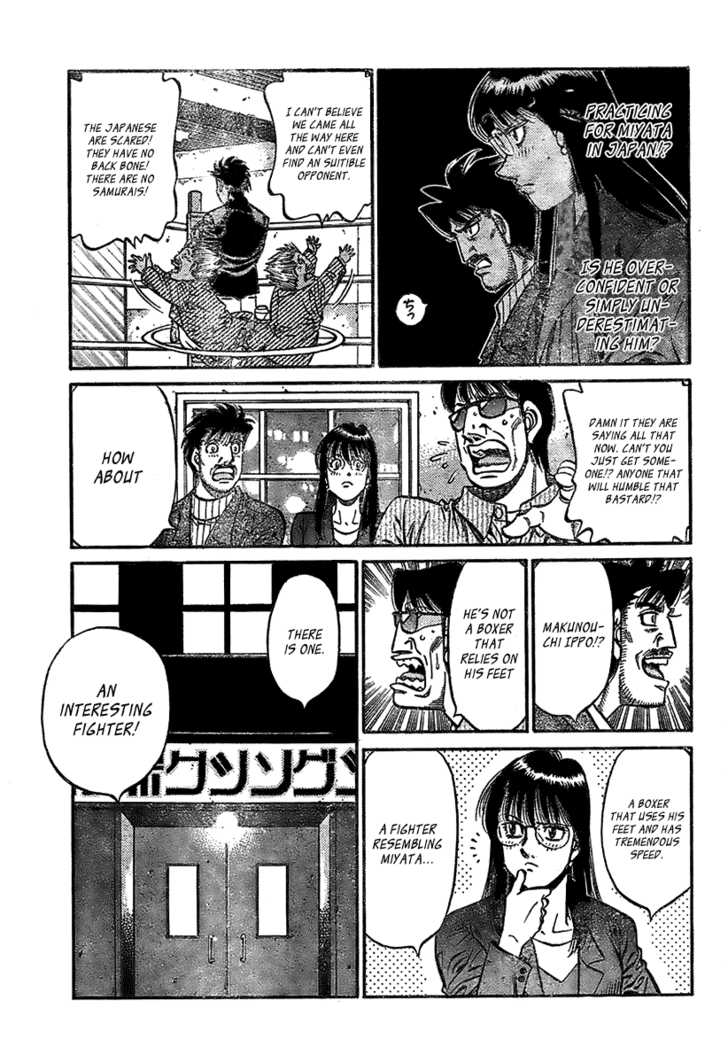 PRACTICING
FOR MIYATA
IN JAPAN!?
IS HE OVER-
CONFIDENT OR
SIMPLY UN-
DERESTIMAT-
ING HIM?
ちっ
I CAN'T BELIEVE
WE CAME ALL
THE WAY HERE
AND CAN'T EVEN
FIND AN SUITIBLE
OPPONENT.
THE JAPANESE
ARE SCARED!
THEY HAVE NO
BACK BONE!
THERE ARE NO
SAMURAIS!
DAMN IT THEY ARE
SAYING ALL THAT
NOW. CAN'T YOU
JUST GET SOME-
ONE!? ANYONE THAT
WILL HUMBLE THAT
BASTARD!?
HOW
ABOUT
MAKUNOU-
CHI IPPO!?
HE'S NOT
A BOXER
THAT
RELIES ON
HIS FEET
A BOXER
THAT USES HIS
FEET AND HAS
TREMENDOUS
SPEED.
A FIGHTER
RESEMBLING
MIYATA...
THERE
IS ONE.
AN
INTERESTING
FIGHTER!
クシングジ